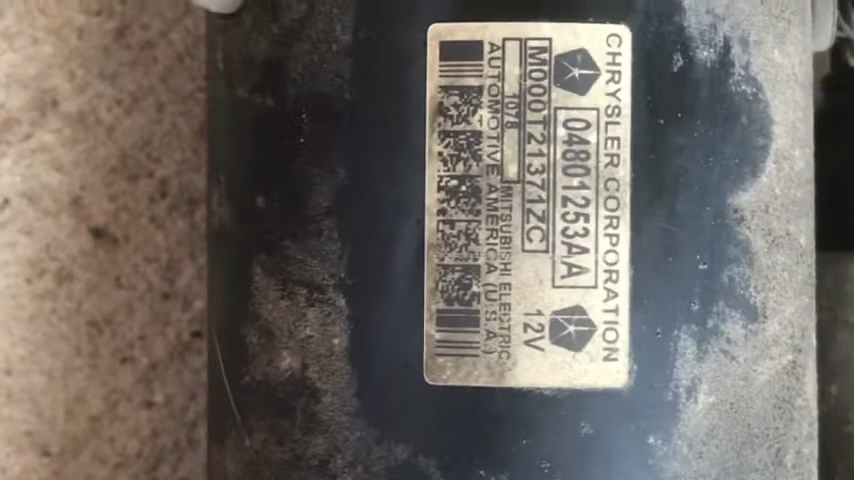 CHRYSLER CORPORATION
04801253AA
M000T21371ZC 12V
1078 MITSUBISHI ELECTRIC
AUTOMOTIVE AMERICA (U.S.A.)